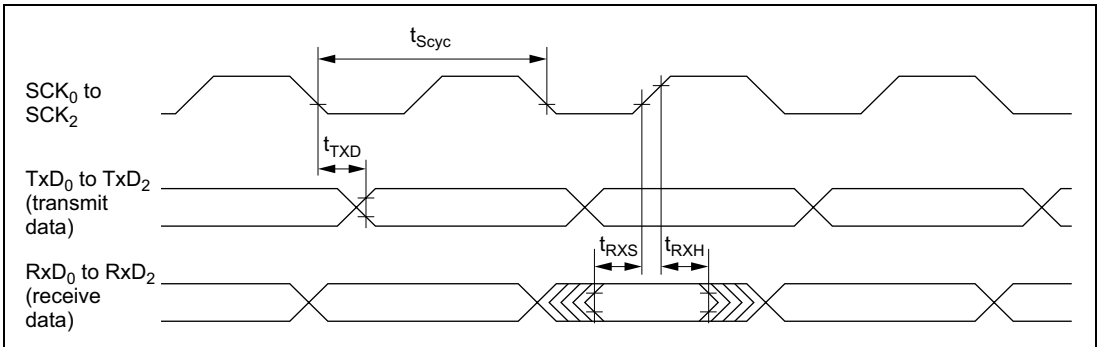 tScyc
SCK0 to
SCK2
tTXD
TxD0 to TxD2
(transmit
data)
tRXS
tRXH
RxD0 to RxD2
(receive
data)